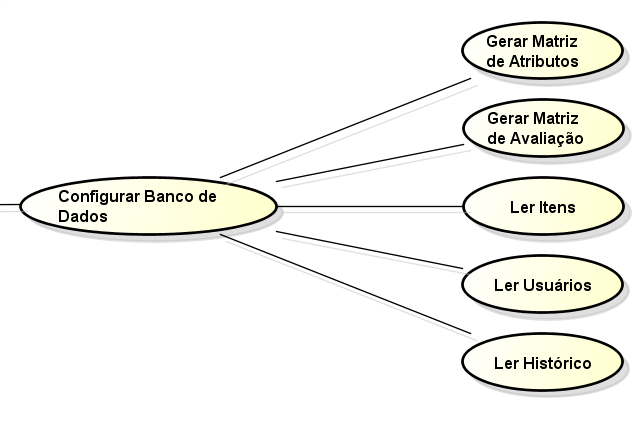 Gerar Matriz
de Atributos
Gerar Matriz
de Avaliação
Configurar Banco de
Dados
Ler Itens
Ler Usuários
Ler Histórico